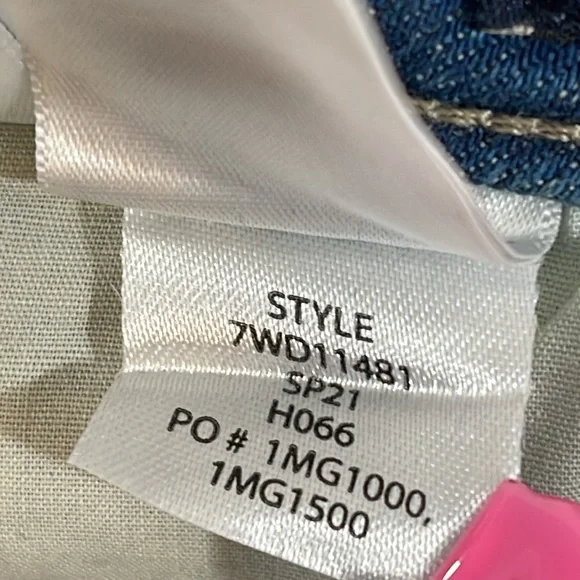 STYLE
7WD11481
SP21
H066
PO # 1MG1000,
1MG1500